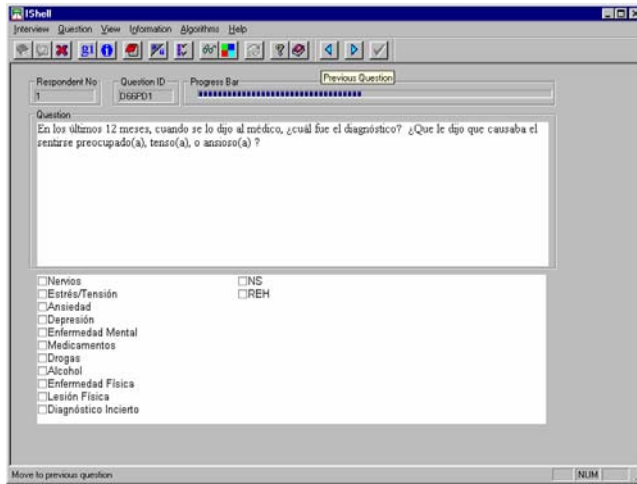 IShell
Interview Question View Information Algorithms Help
Previous Question
Respondent No
Question ID
Progress Bar
1
D66PD1
Question
En los últimos 12 meses, cuando se lo dijo al médico, ¿cuál fue el diagnóstico? ¿Que le dijo que causaba el
sentirse preocupado(a), tenso(a), o ansioso(a) ?
Nervios
Estrés/Tensión
Ansiedad
Depresión
Enfermedad Mental
Medicamentos
Drogas
Alcohol
Enfermedad Física
Lesión Física
Diagnóstico Incierto
NS
REH
Move to previous question
NUM